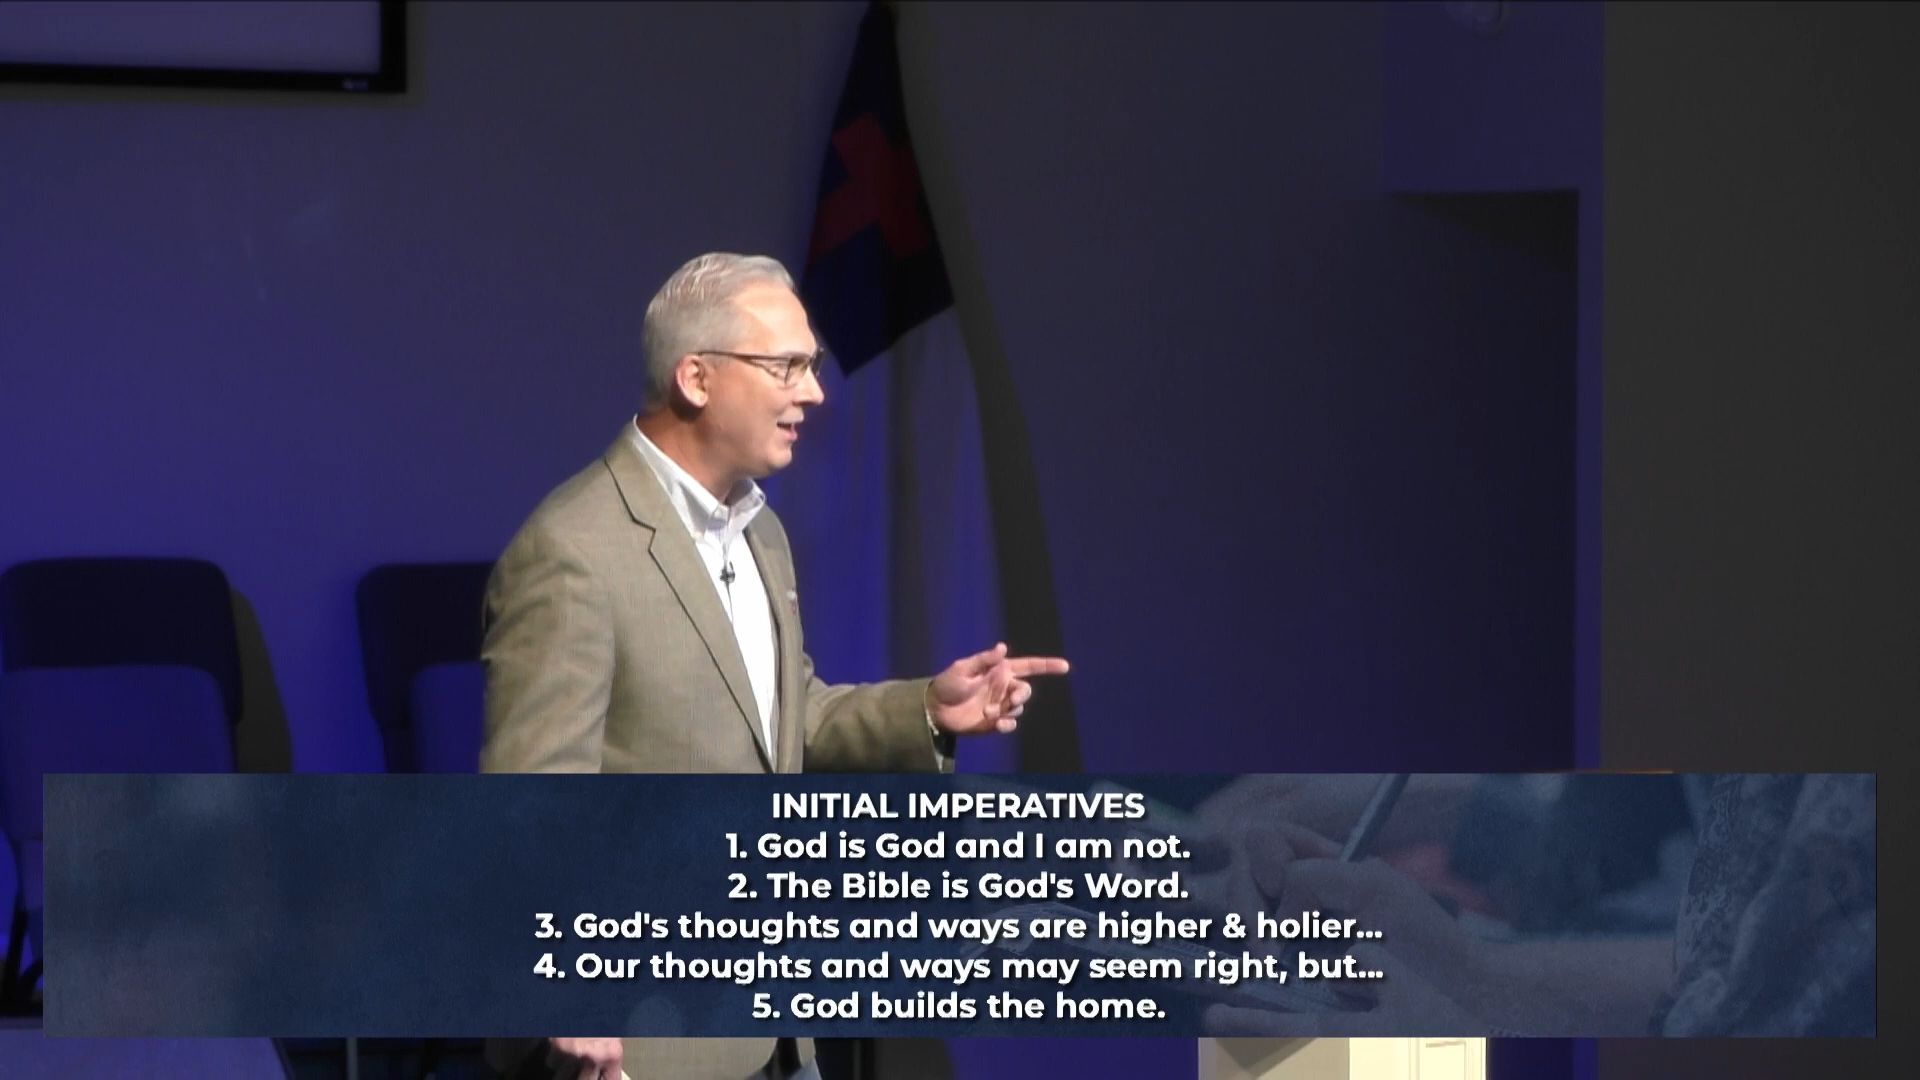 INITIAL IMPERATIVES
1. God is God and I am not.
2. The Bible is God's Word.
3. God's thoughts and ways are higher & holier...
4. Our thoughts and ways may seem right, but...
5. God builds the home.